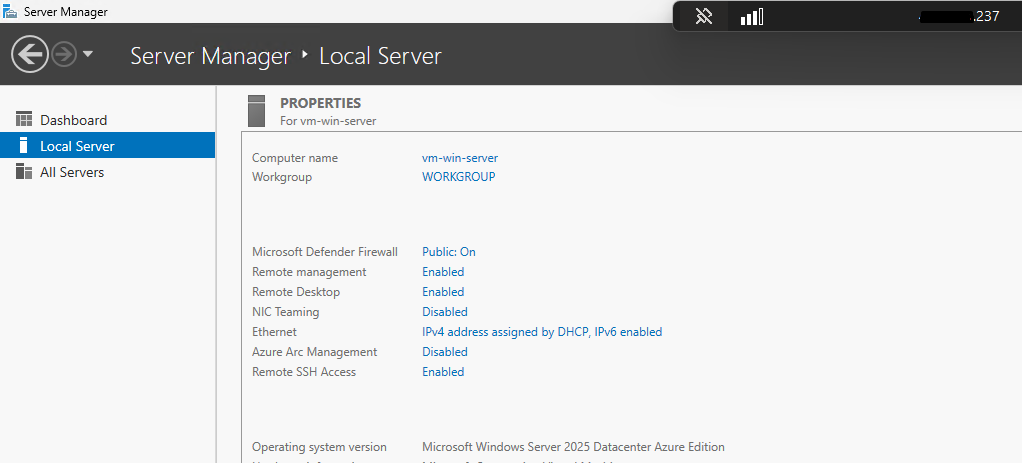 Server Manager
.237
Server Manager ‣ Local Server
Dashboard
Local Server
All Servers
PROPERTIES
For vm-win-server
Computer name vm-win-server
Workgroup WORKGROUP
Microsoft Defender Firewall Public: On
Remote management Enabled
Remote Desktop Enabled
NIC Teaming Disabled
Ethernet IPv4 address assigned by DHCP, IPv6 enabled
Azure Arc Management Disabled
Remote SSH Access Enabled
Operating system version Microsoft Windows Server 2025 Datacenter Azure Edition